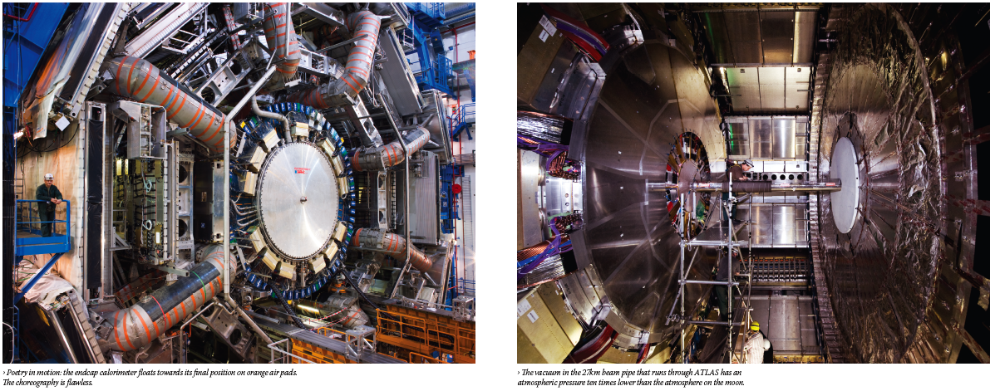 › Poetry in motion: the endcap calorimeter floats towards its final position on orange air pads.
The choreography is flawless.
› The vacuum in the 27km beam pipe that runs through ATLAS has an
atmospheric pressure ten times lower than the atmosphere on the moon.